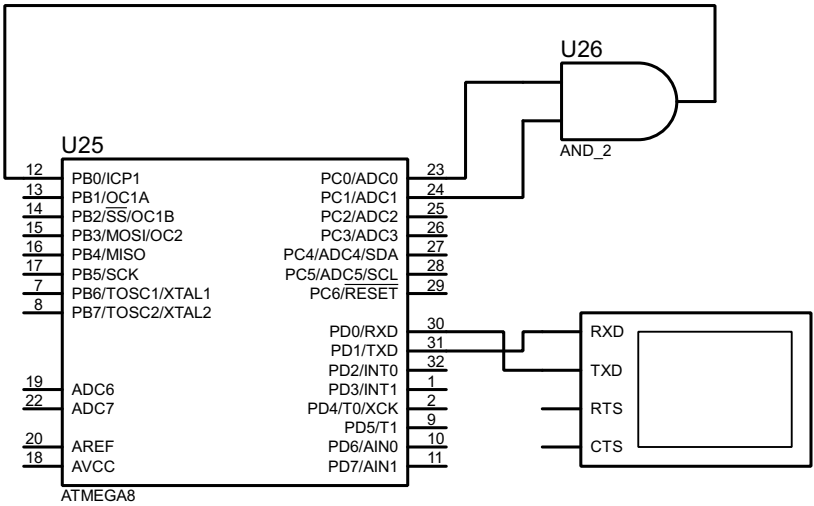 U26
AND_2
U25
12 PB0/ICP1 PC0/ADC0 23
13 PB1/OC1A PC1/ADC1 24
14 PB2/SS/OC1B PC2/ADC2 25
15 PB3/MOSI/OC2 PC3/ADC3 26
16 PB4/MISO PC4/ADC4/SDA 27
17 PB5/SCK PC5/ADC5/SCL 28
7 PB6/TOSC1/XTAL1 PC6/RESET 29
8 PB7/TOSC2/XTAL2
PD0/RXD 30
PD1/TXD 31
PD2/INT0 32
19 ADC6 PD3/INT1 1
22 ADC7 PD4/T0/XCK 2
PD5/T1 9
20 AREF PD6/AIN0 10
18 AVCC PD7/AIN1 11
ATMEGA8
RXD
TXD
RTS
CTS